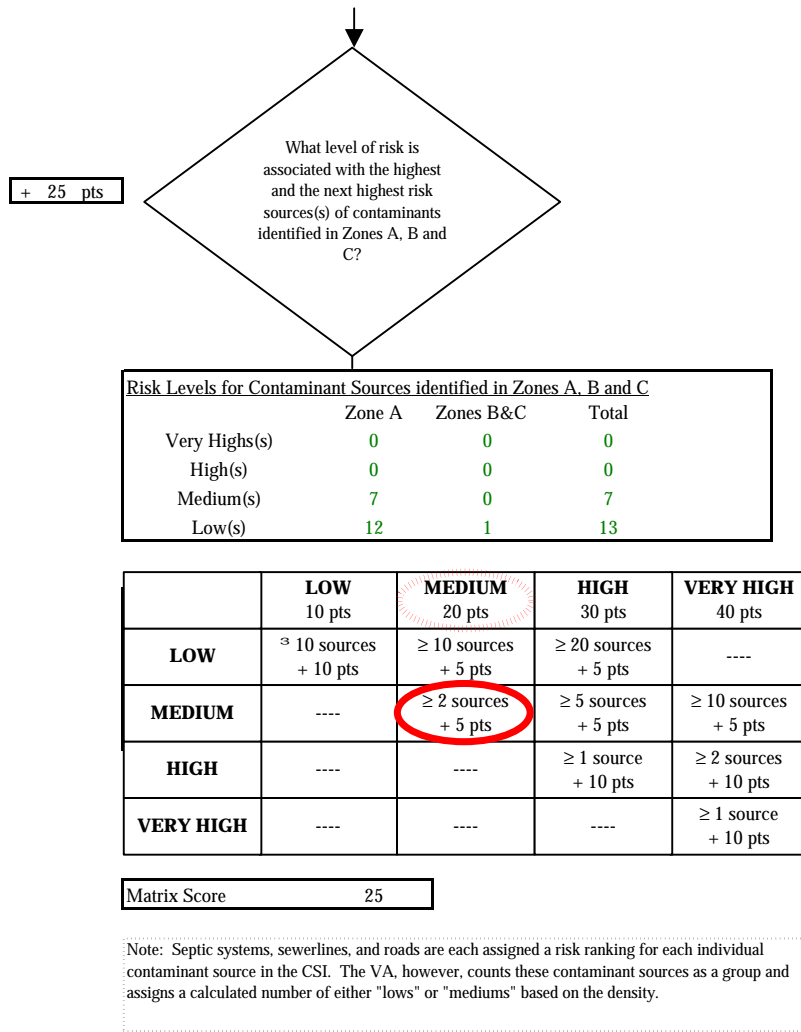 What level of risk is
associated with the highest
and the next highest risk
sources(s) of contaminants
identified in Zones A, B and
C?
+ 25 pts
Risk Levels for Contaminant Sources identified in Zones A, B and C
Zone A Zones B&C Total
Very Highs(s) 0 0 0
High(s) 0 0 0
Medium(s) 7 0 7
Low(s) 12 1 13
LOW MEDIUM HIGH VERY HIGH
10 pts 20 pts 30 pts 40 pts
LOW ³ 10 sources ≥ 10 sources ≥ 20 sources ----
+ 10 pts + 5 pts + 5 pts
MEDIUM ---- ≥ 2 sources ≥ 5 sources ≥ 10 sources
+ 5 pts + 5 pts + 5 pts
HIGH ---- ---- ≥ 1 source ≥ 2 sources
+ 10 pts + 10 pts
VERY HIGH ---- ---- ---- ≥ 1 source
+ 10 pts
Matrix Score 25
Note: Septic systems, sewerlines, and roads are each assigned a risk ranking for each individual
contaminant source in the CSI. The VA, however, counts these contaminant sources as a group and
assigns a calculated number of either "lows" or "mediums" based on the density.